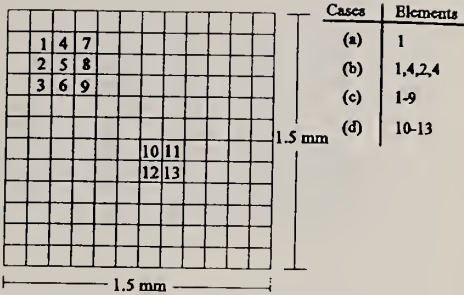 Cases Elements
(a) 1
(b) 1,4,2,4
(c) 1-9
(d) 10-13
1 4 7
2 5 8
3 6 9
10 11
12 13
1.5 mm
1.5 mm